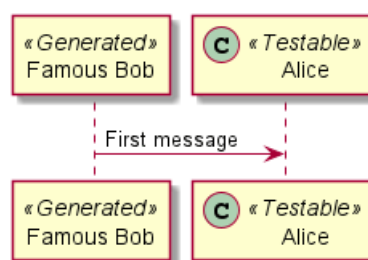 «Generated»
Famous Bob
C «Testable»
Alice
First message
«Generated»
Famous Bob
C «Testable»
Alice